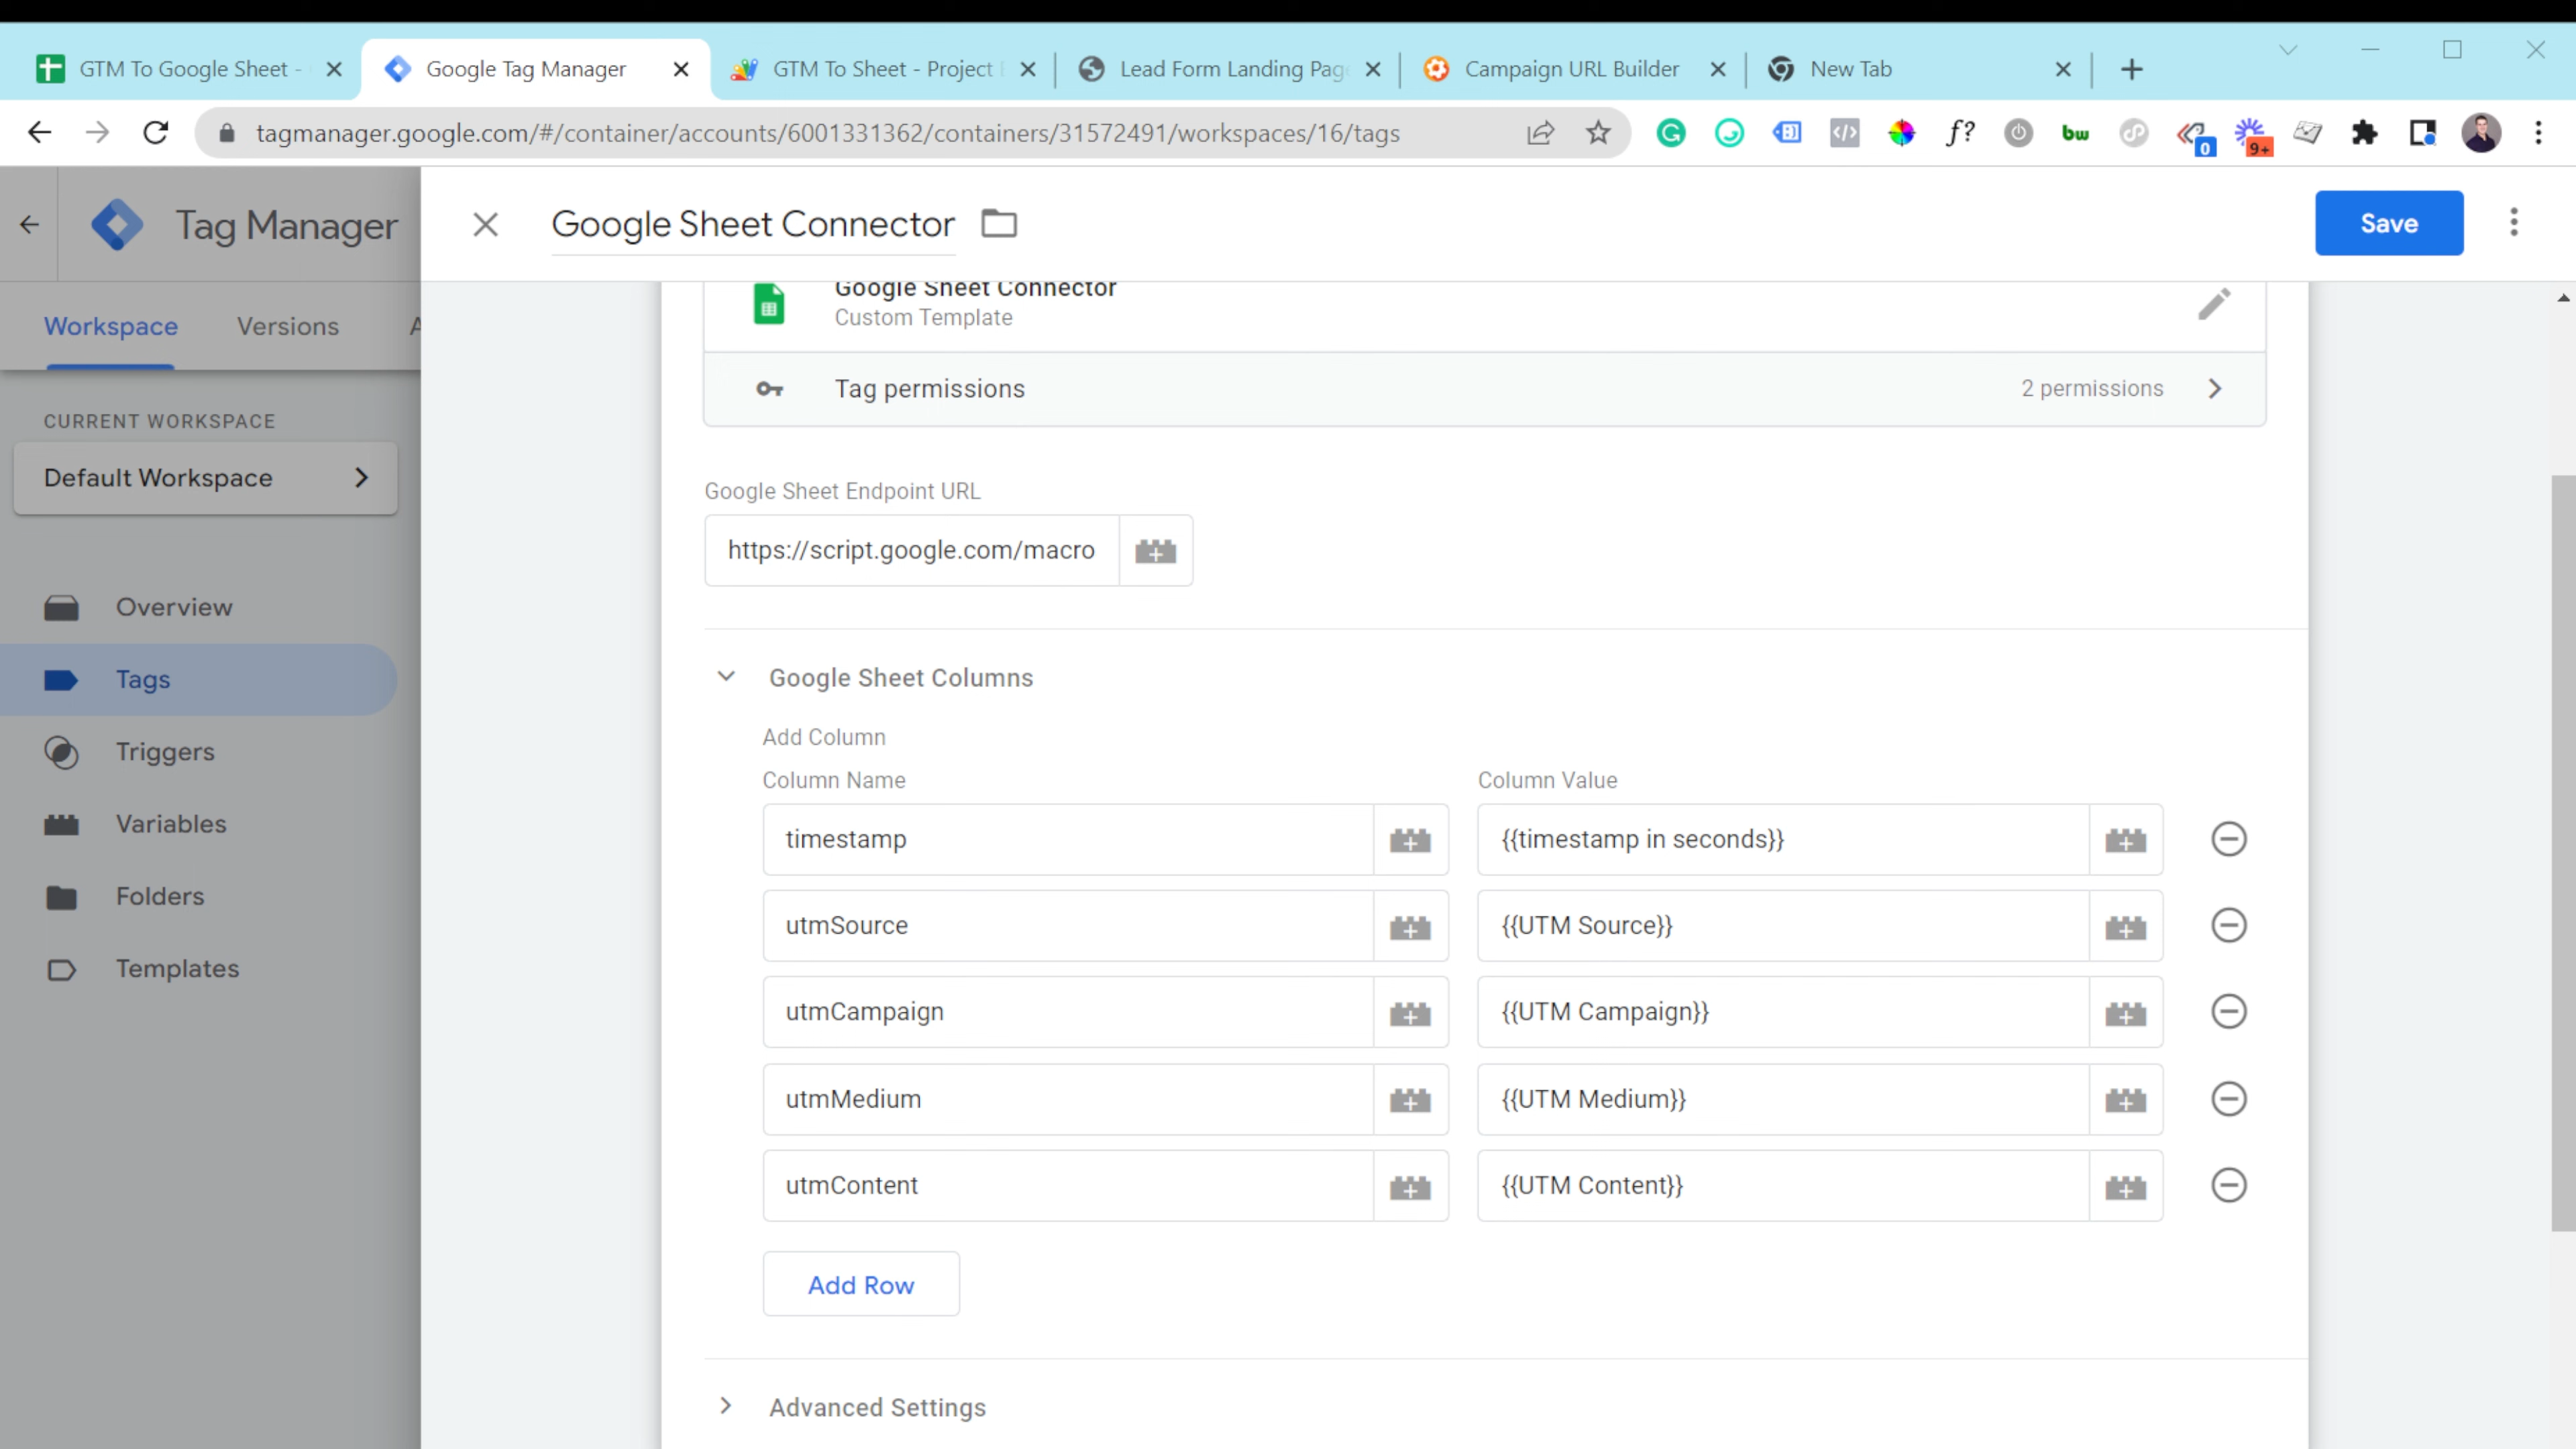 GTM To Google Sheet -
Google Tag Manager
GTM To Sheet - Project
Lead Form Landing Page
Campaign URL Builder
New Tab
tagmanager.google.com/#/container/accounts/6001331362/containers/31572491/workspaces/16/tags
f?
bw
0
9+
Tag Manager
Google Sheet Connector
Save
Workspace
Versions
A
Google Sheet Connector
Custom Template
Tag permissions
2 permissions
CURRENT WORKSPACE
Default Workspace
Overview
Tags
Triggers
Variables
Folders
Templates
Google Sheet Endpoint URL
https://script.google.com/macro
Google Sheet Columns
Add Column
Column Name
Column Value
timestamp
{{timestamp in seconds}}
utmSource
{{UTM Source}}
utmCampaign
{{UTM Campaign}}
utmMedium
{{UTM Medium}}
utmContent
{{UTM Content}}
Add Row
Advanced Settings